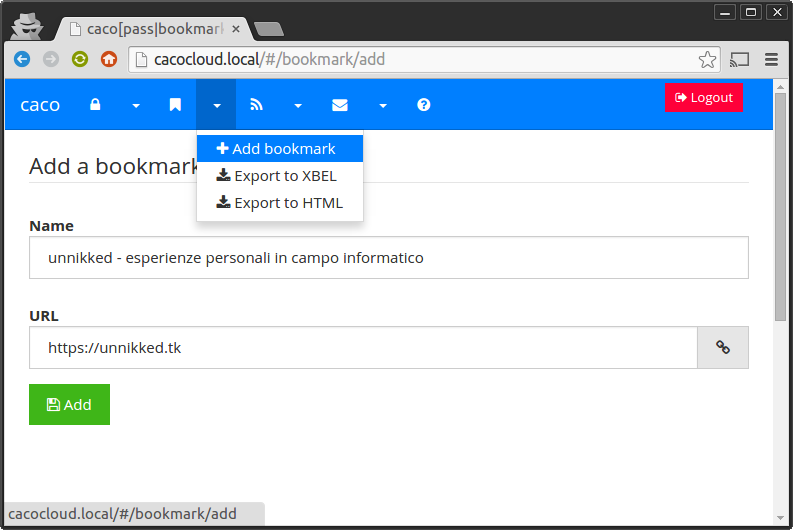 caco[pass|bookmark
cacocloud.local/#/bookmark/add
caco
Logout
Add bookmark
Export to XBEL
Export to HTML
Add a bookmark
Name
unnikked - esperienze personali in campo informatico
URL
https://unnikked.tk
Add
cacocloud.local/#/bookmark/add